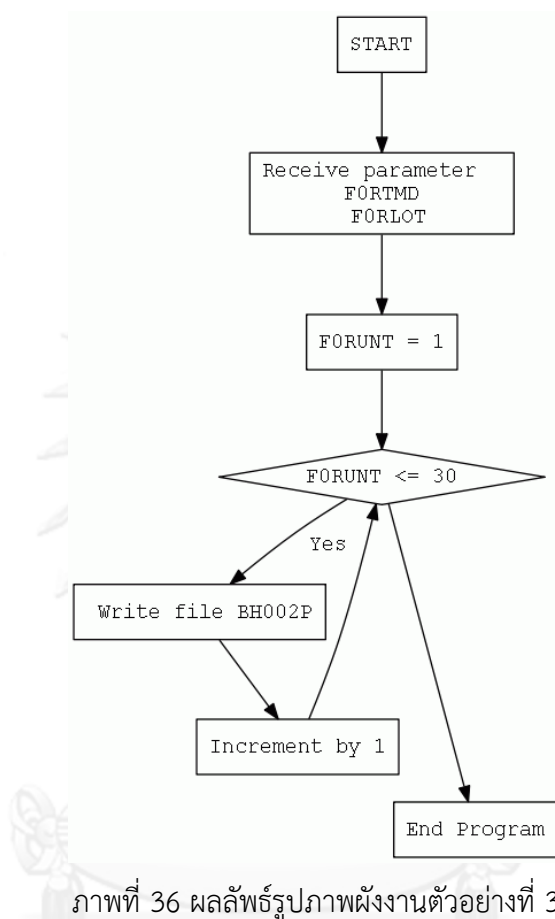 START
Receive parameter
F0RTMD
F0RLOT
F0RUNT = 1
F0RUNT <= 30
Yes
Write file BH002P
Increment by 1
End Program
ภาพที่ 36 ผลลัพธ์รูปภาพผังงานตัวอย่างที่ 3